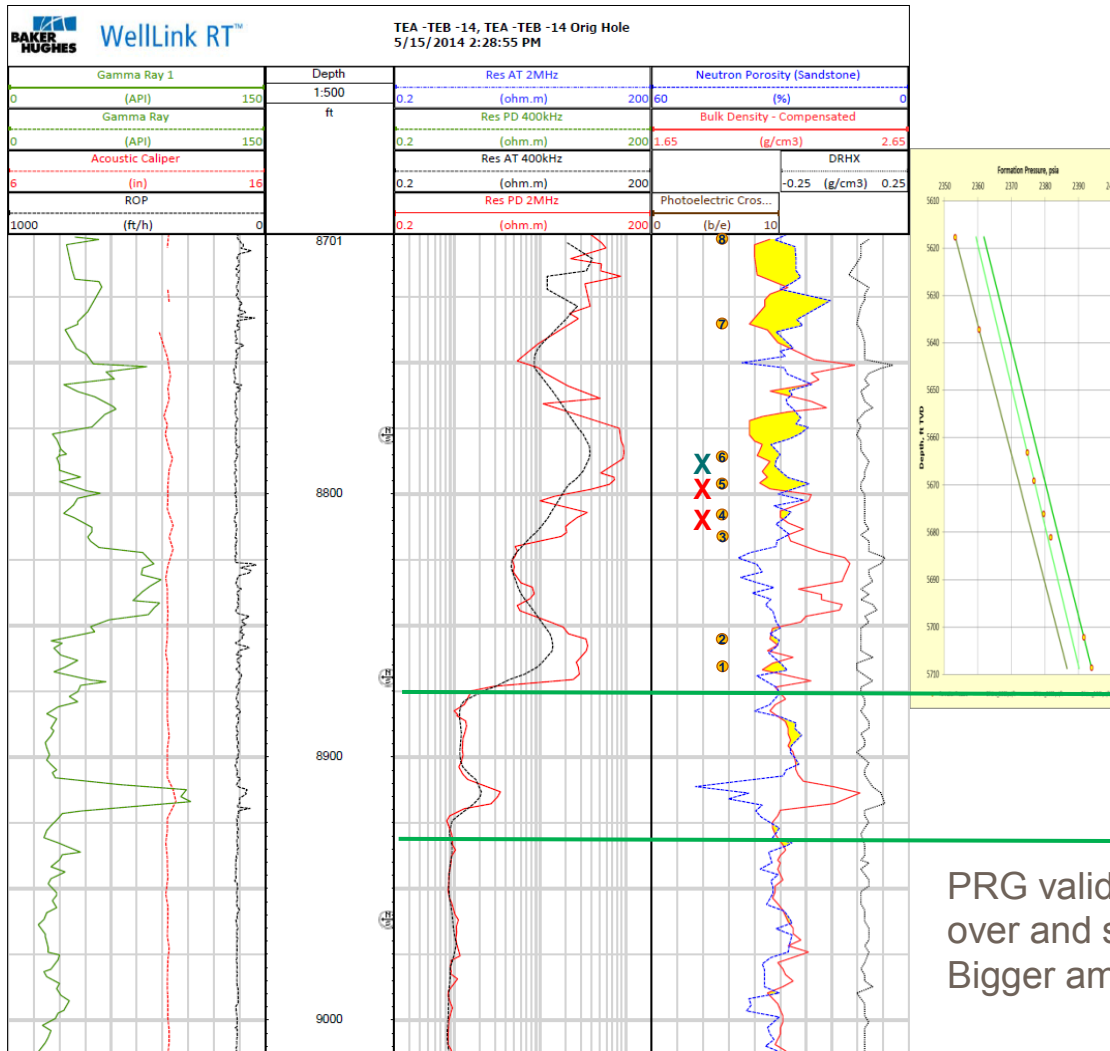 BAKER HUGHES WellLink RT™
TEA -TEB -14, TEA -TEB -14 Orig Hole
5/15/2014 2:28:55 PM
Gamma Ray 1
0 (API) 150
Gamma Ray
0 (API) 150
Acoustic Caliper
6 (in) 16
ROP
1000 (ft/h) 0
Depth
1:500
ft
Res AT 2MHz
0.2 (ohm.m) 200
Res PD 400kHz
0.2 (ohm.m) 200
Res AT 400kHz
0.2 (ohm.m) 200
Res PD 2MHz
0.2 (ohm.m) 200
Neutron Porosity (Sandstone)
60 (%) 0
Bulk Density - Compensated
1.65 (g/cm3) 2.65
DRHX
-0.25 (g/cm3) 0.25
Photoelectric Cros...
0 (b/e) 10
8701
8800
8900
9000
8
7
X 6
X 5
X 4
3
2
1
Formation Pressure, psia
2350 2360 2370 2380 2390
Depth, ft TVD
5610
5620
5630
5640
5650
5660
5670
5680
5690
5700
5710
PRG valid
over and s
Bigger am